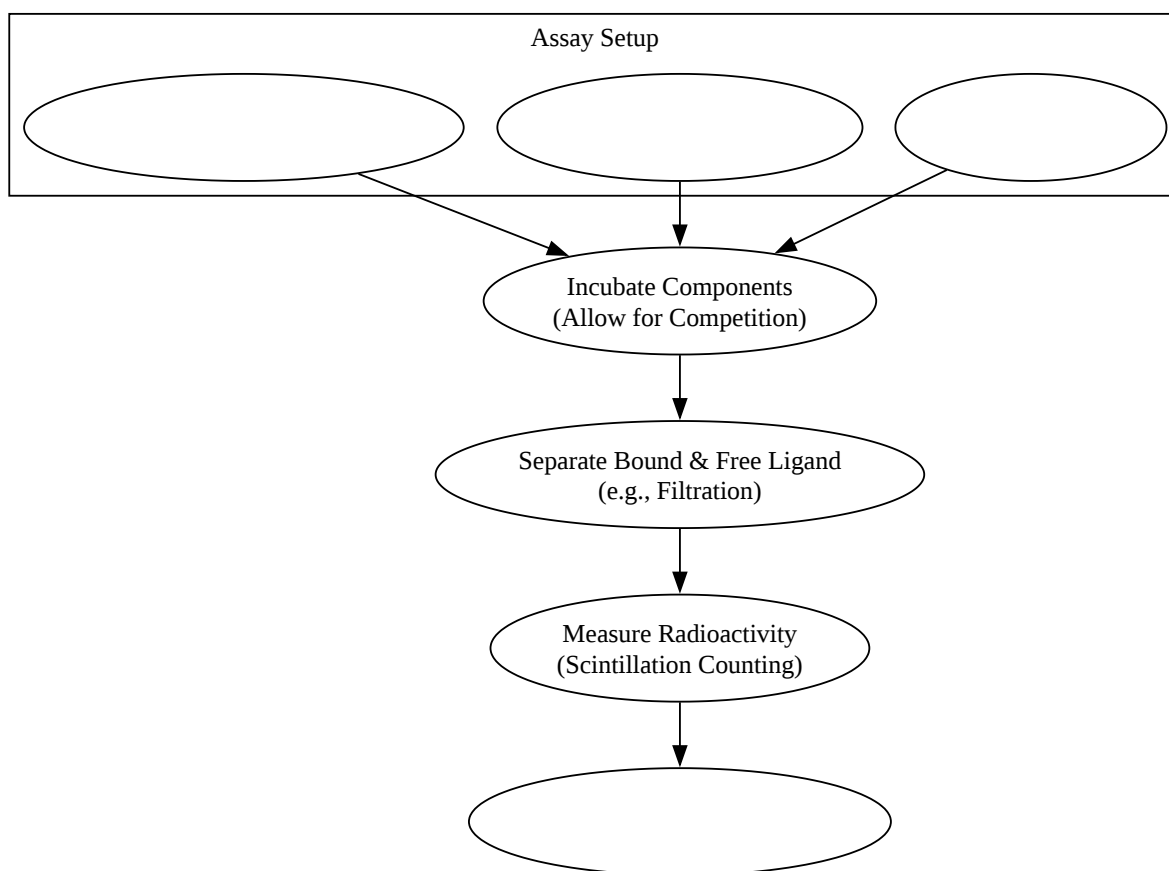 Assay Setup
Incubate Components
(Allow for Competition)
Separate Bound & Free Ligand
(e.g., Filtration)
Measure Radioactivity
(Scintillation Counting)